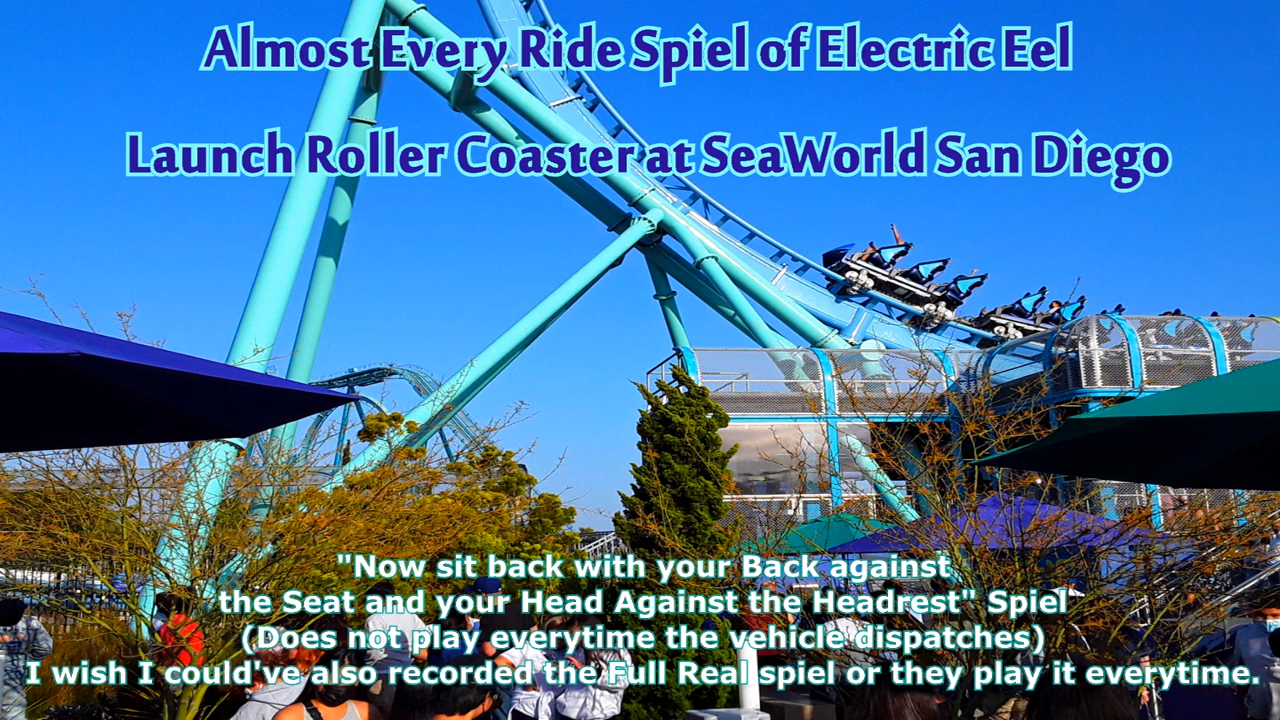 Almost Every Ride Spiel of Electric Eel
Launch Roller Coaster at SeaWorld San Diego
"Now sit back with your Back against
the Seat and your Head Against the Headrest" Spiel
(Does not play everytime the vehicle dispatches)
I wish I could've also recorded the Full Real spiel or they play it everytime.